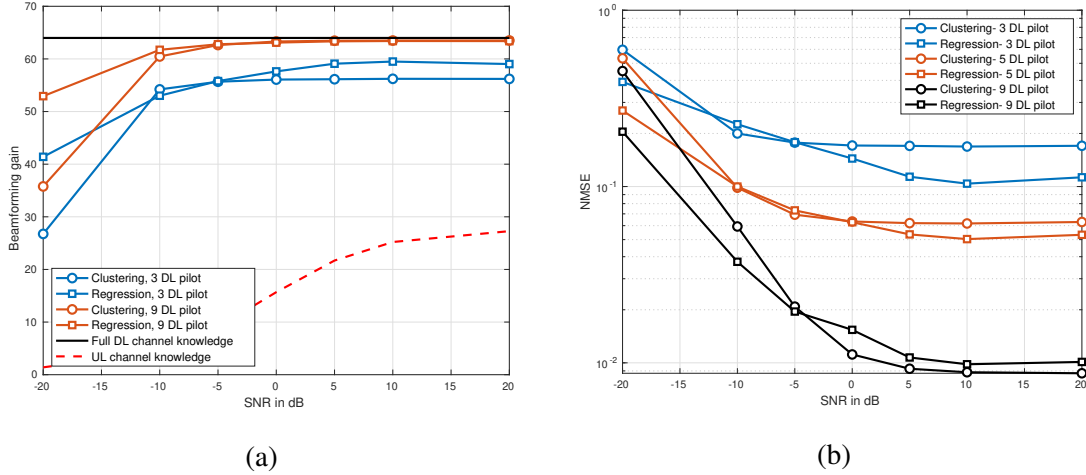 70
60
50
40
30
20
10
0
Beamforming gain
Clustering, 3 DL pilot
Regression, 3 DL pilot
Clustering, 9 DL pilot
Regression, 9 DL pilot
Full DL channel knowledge
UL channel knowledge
-20 -15 -10 -5 0 5 10 15 20
SNR in dB
(a)
10^0
10^-1
10^-2
NMSE
Clustering- 3 DL pilot
Regression- 3 DL pilot
Clustering- 5 DL pilot
Regression- 5 DL pilot
Clustering- 9 DL pilot
Regression- 9 DL pilot
-20 -15 -10 -5 0 5 10 15 20
SNR in dB
(b)